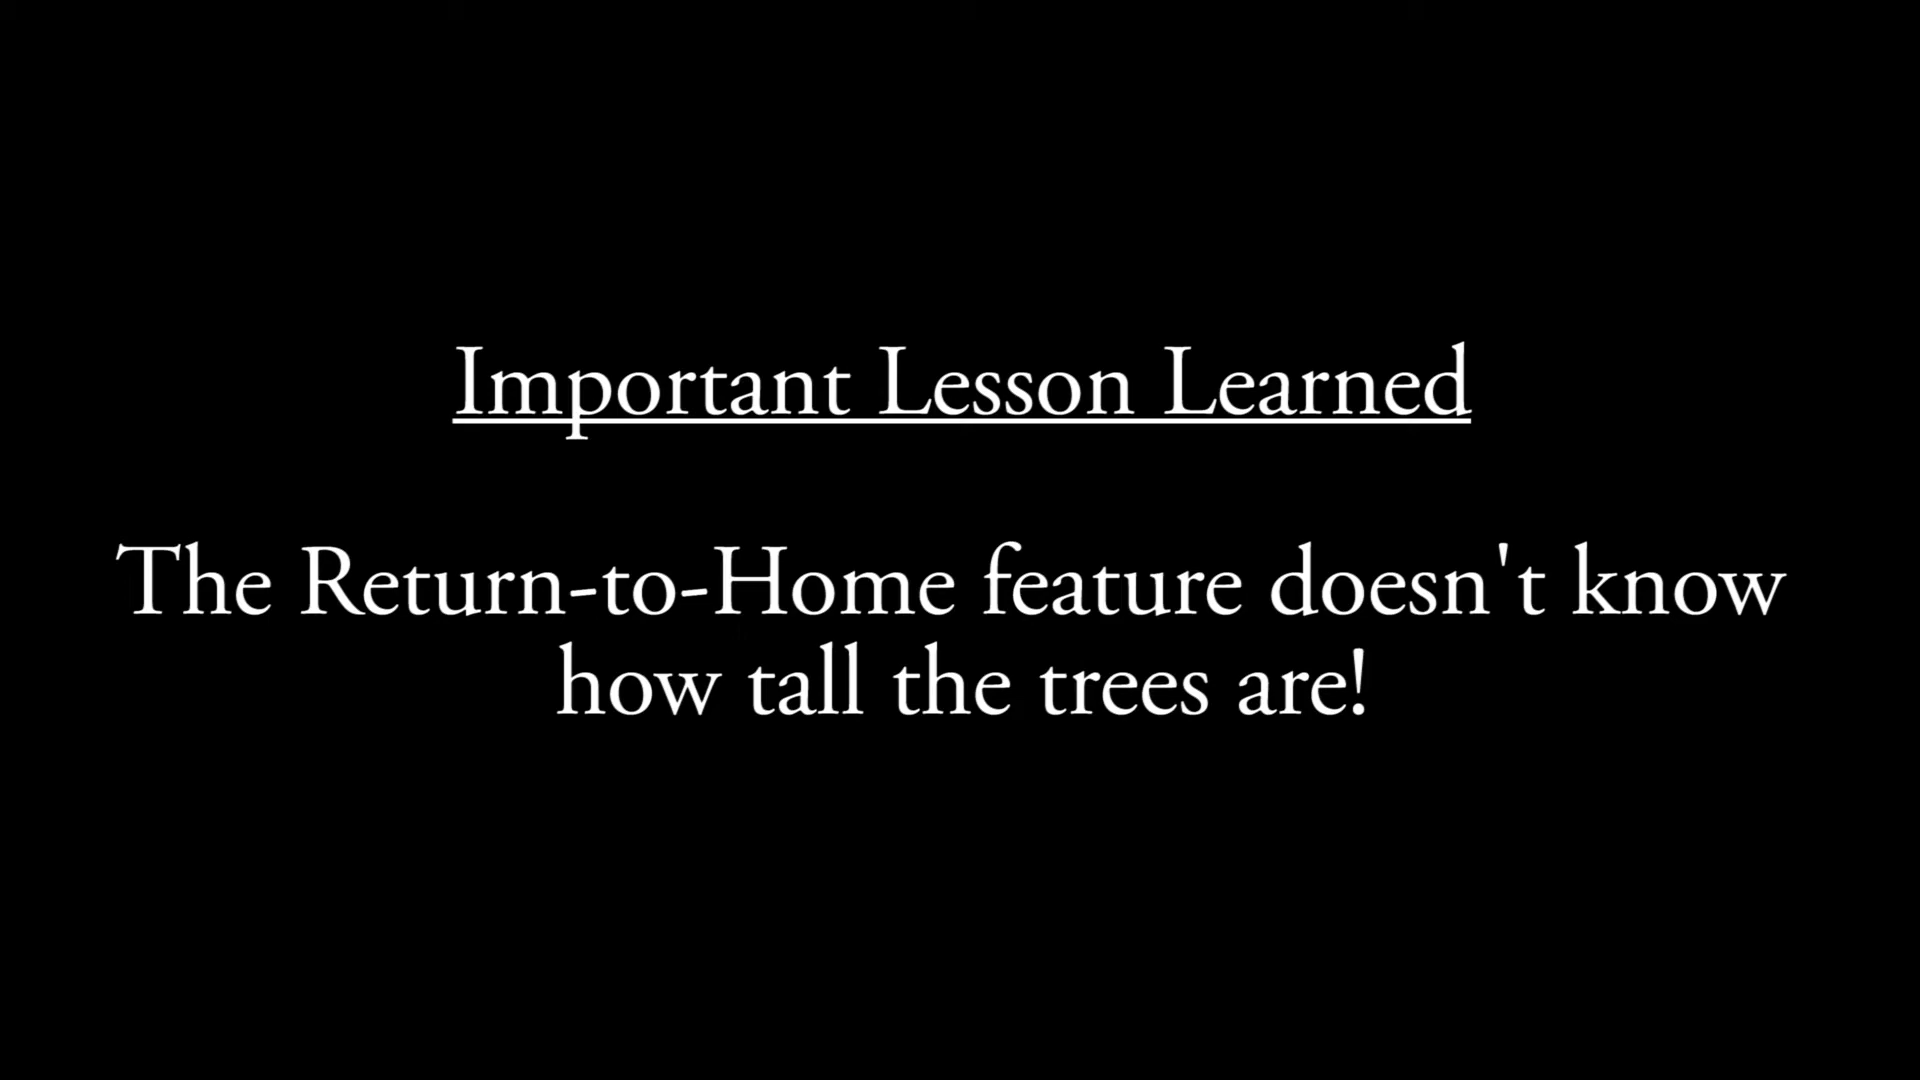 Important Lesson Learned
The Return-to-Home feature doesn't know
how tall the trees are!